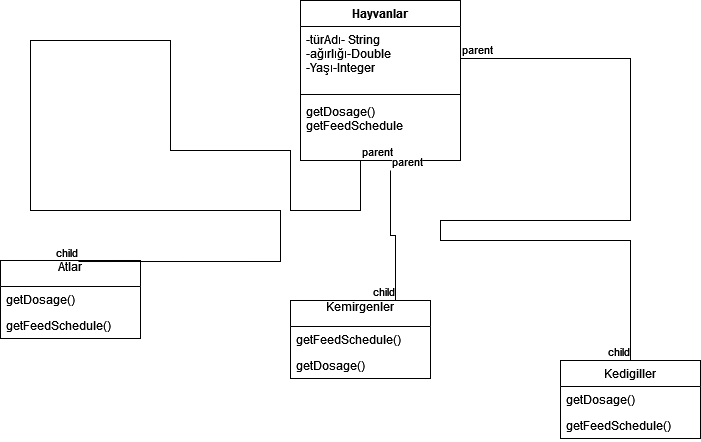 Hayvanlar
-türAdı- String
-ağırlığı-Double
-Yaşı-Integer
getDosage()
getFeedSchedule
parent
parent
parent
child
Atlar
getDosage()
getFeedSchedule()
child
Kemirgenler
getFeedSchedule()
getDosage()
child
Kedigiller
getDosage()
getFeedSchedule()